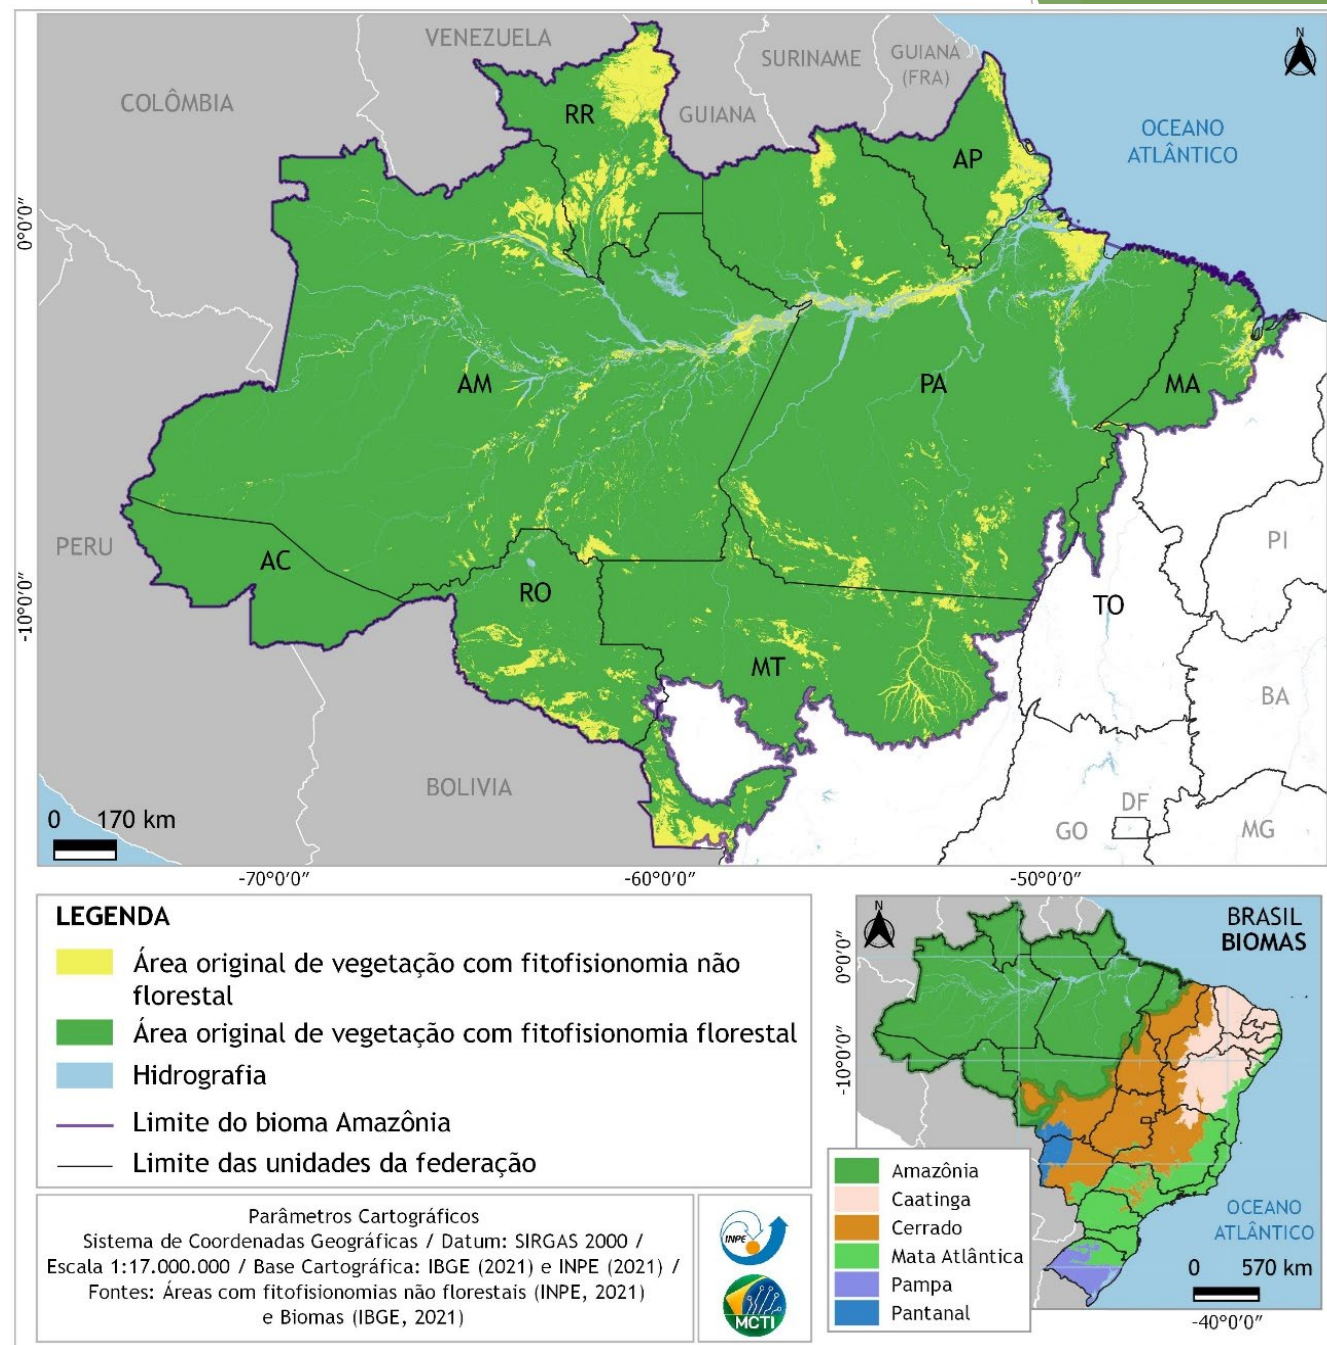 VENEZUELA
SURINAME
GUIANA
(FRA)
N
COLÔMBIA
RR
GUIANA
AP
OCEANO
ATLÂNTICO
0°0'0"
AM
PA
MA
PERU
AC
RO
PI
-10°0'0"
TO
MT
BA
BOLIVIA
0 170 km
DF
GO
MG
-70°0'0"
-60°0'0"
-50°0'0"
LEGENDA
Área original de vegetação com fitofisionomia não
florestal
Área original de vegetação com fitofisionomia florestal
Hidrografia
Limite do bioma Amazônia
Limite das unidades da federação
Parâmetros Cartográficos
Sistema de Coordenadas Geográficas / Datum: SIRGAS 2000 /
Escala 1:17.000.000 / Base Cartográfica: IBGE (2021) e INPE (2021) /
Fontes: Áreas com fitofisionomias não florestais (INPE, 2021)
e Biomas (IBGE, 2021)
INPE
MCTI
N
BRASIL
BIOMAS
0°0'0"
-10°0'0"
Amazônia
Caatinga
Cerrado
Mata Atlântica
Pampa
Pantanal
OCEANO
ATLÂNTICO
0 570 km
-40°0'0"